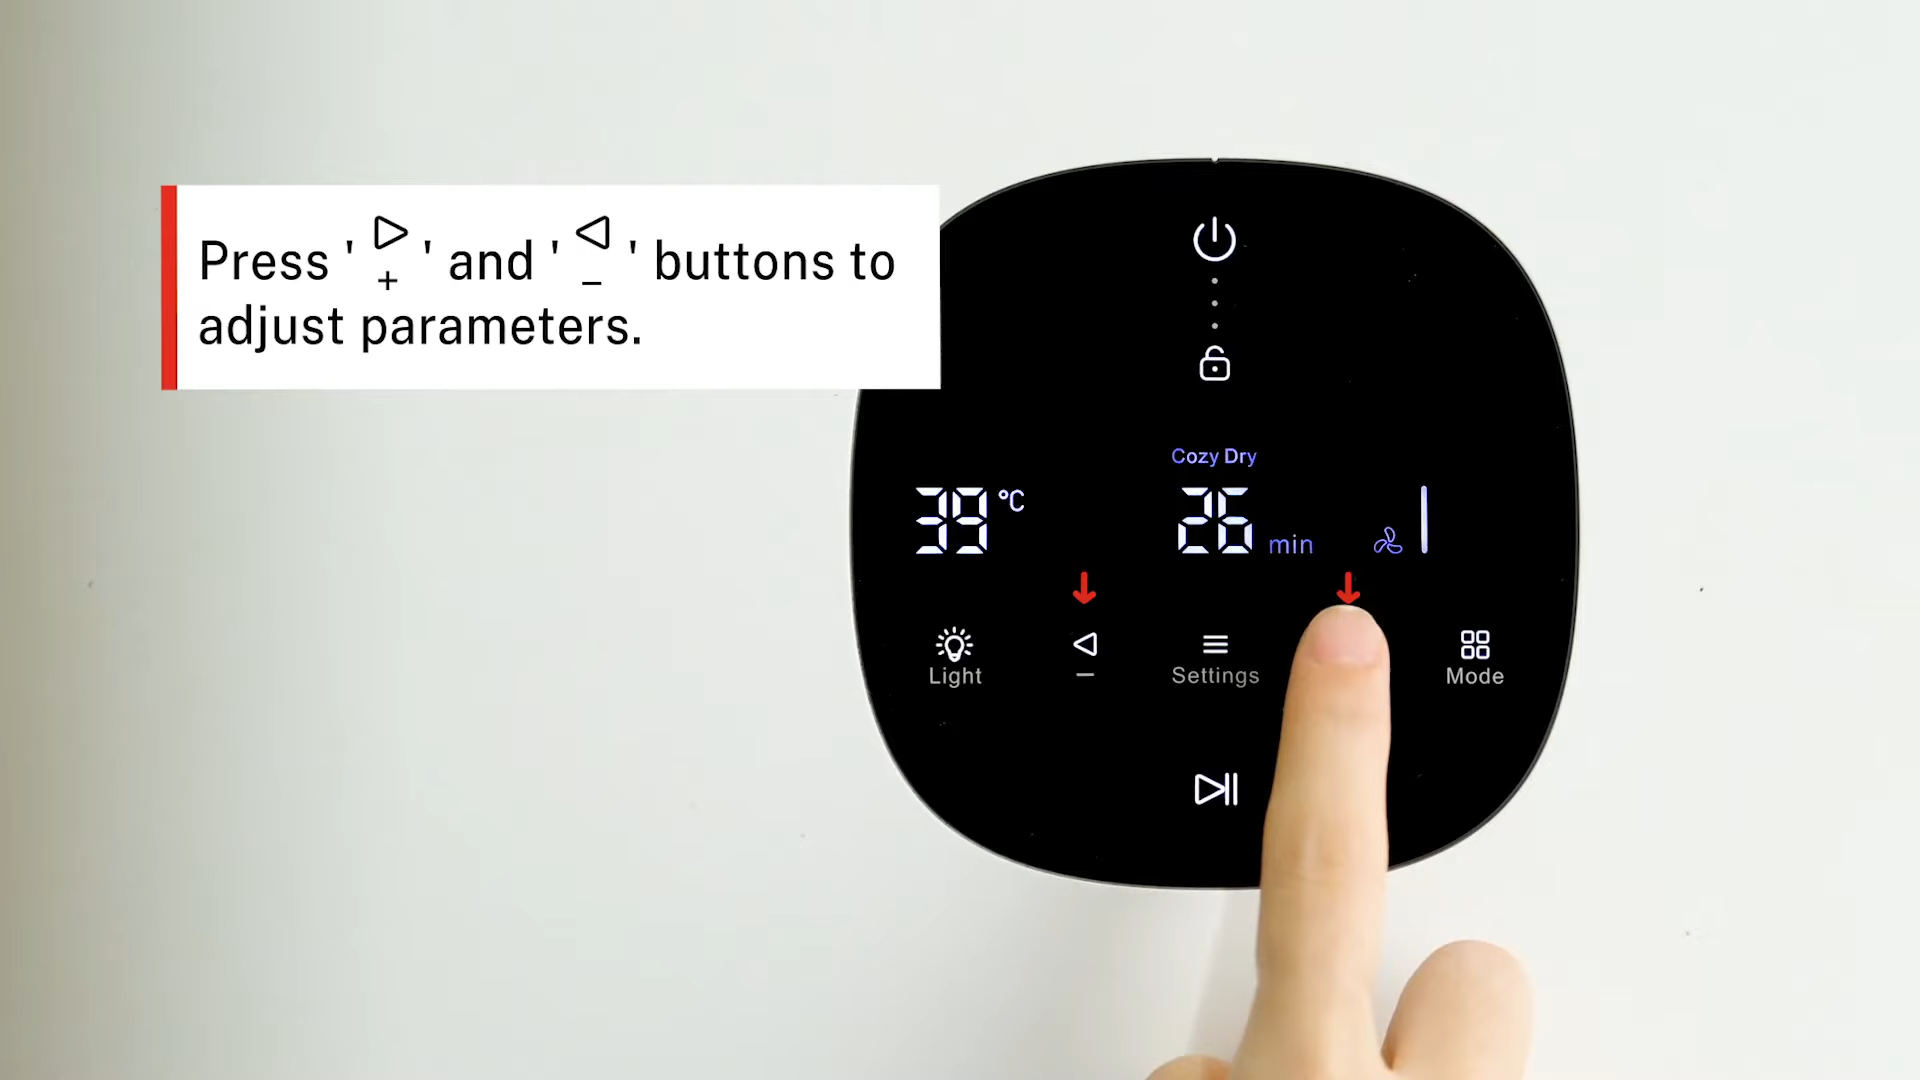 Press '▷+' and '◁−' buttons to
adjust parameters.
Cozy Dry
39 °C
26 min
Light
−
Settings
Mode